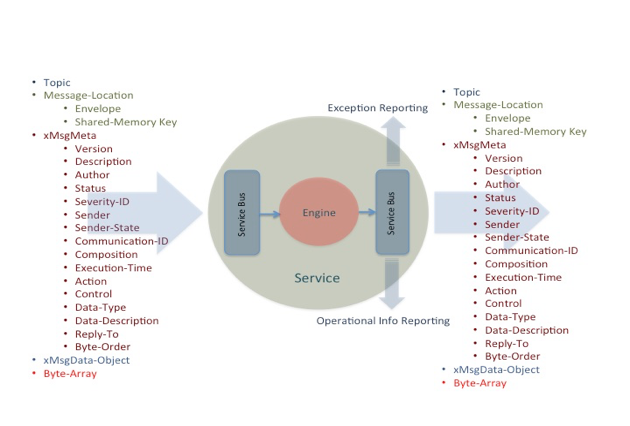 • Topic
• Message-Location
• Envelope
• Shared-Memory Key
• xMsgMeta
• Version
• Description
• Author
• Status
• Severity-ID
• Sender
• Sender-State
• Communication-ID
• Composition
• Execution-Time
• Action
• Control
• Data-Type
• Data-Description
• Reply-To
• Byte-Order
• xMsgData-Object
• Byte-Array
Exception Reporting
Service Bus
Engine
Service Bus
Service
Operational Info Reporting
• Topic
• Message-Location
• Envelope
• Shared-Memory Key
• xMsgMeta
• Version
• Description
• Author
• Status
• Severity-ID
• Sender
• Sender-State
• Communication-ID
• Composition
• Execution-Time
• Action
• Control
• Data-Type
• Data-Description
• Reply-To
• Byte-Order
• xMsgData-Object
• Byte-Array